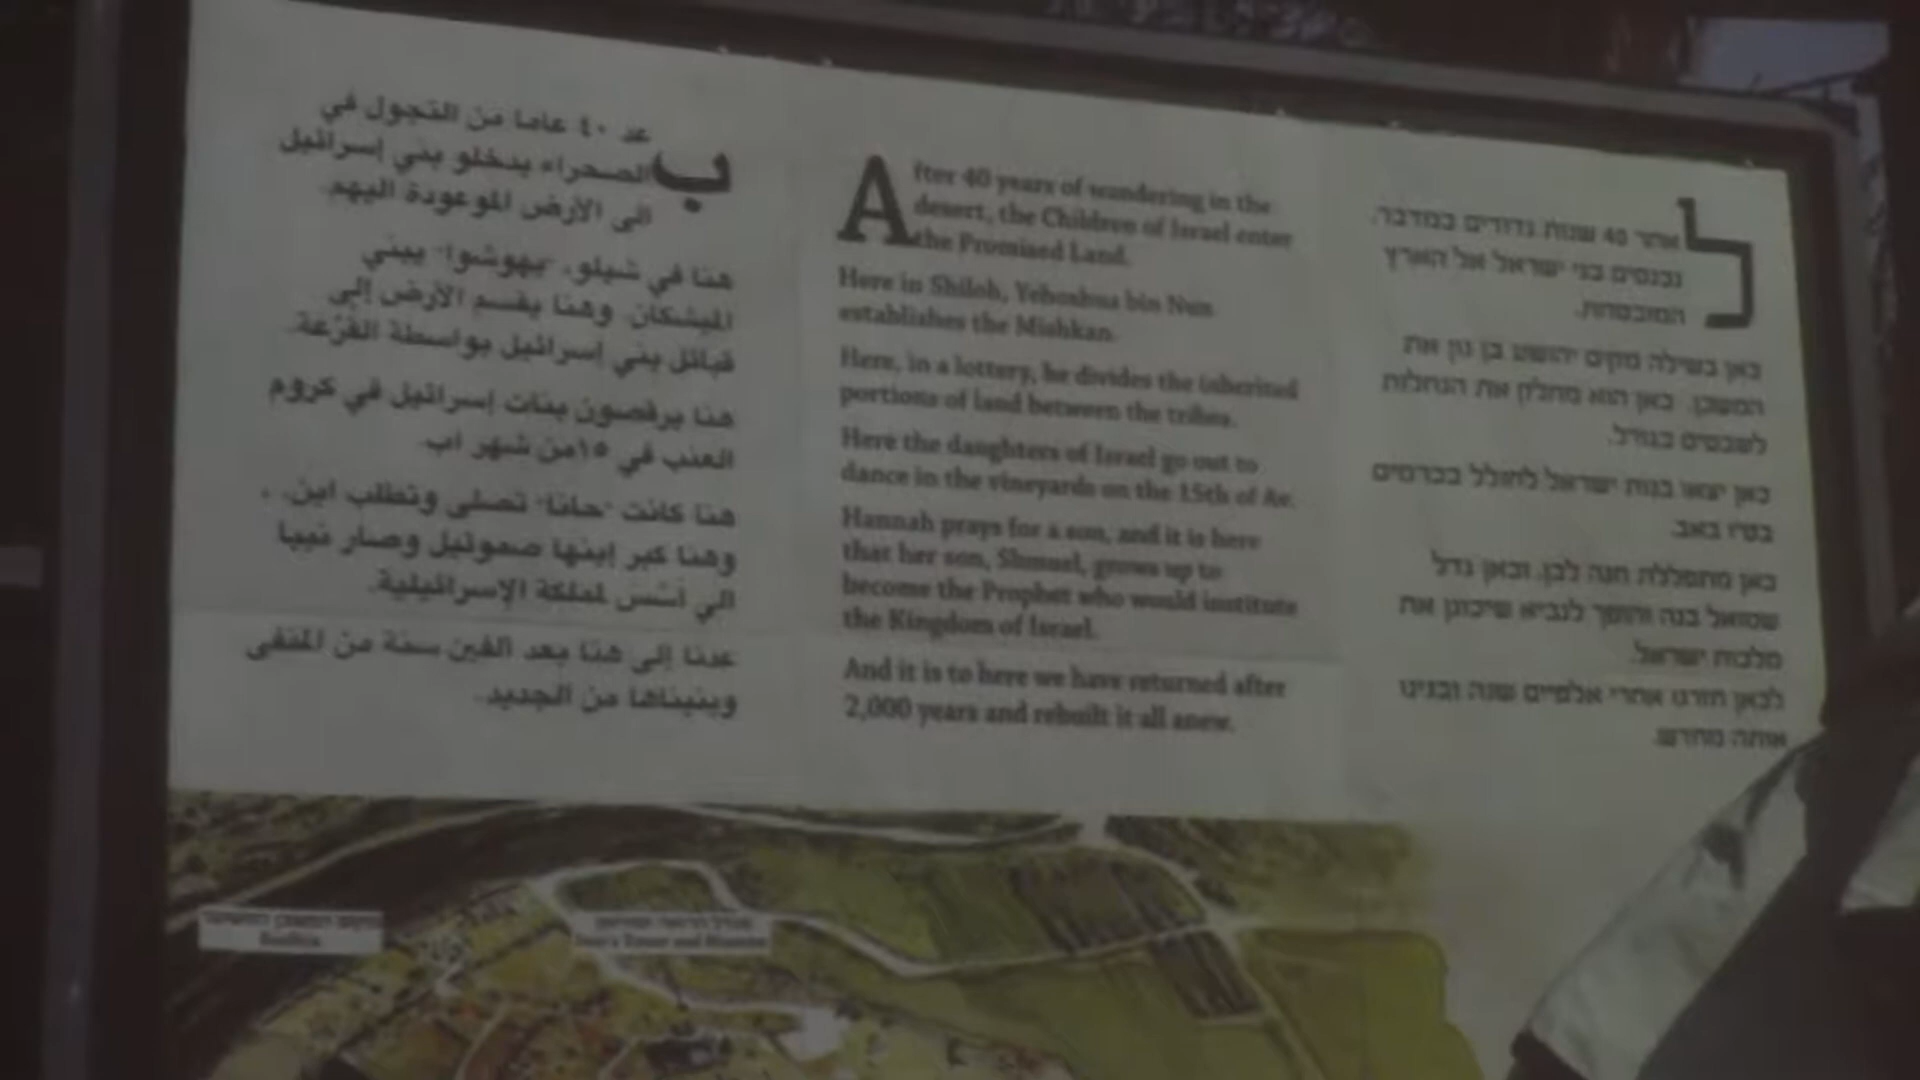 بعد ٤٠ عاما من التجول في
الصحراء يدخلو بني إسرائيل
الى الأرض الموعودة اليهم.
هنا في شيلو، "يهوشوا" يبني
الميشكان. وهنا يقسم الأرض إلى
قبائل بني إسرائيل بواسطة القرعة.
هنا يرقصون بنات إسرائيل في كروم
العنب في ١٥من شهر آب.
هنا كانت "حانا" تصلى وتطلب ابن. .
وهنا كبر إبنها صموئيل وصار نبيا
الي أسّس لملكة الإسرائيلية.
عدنا إلى هنا بعد الفين سنة من المنفى
وبنيناها من الجديد.
After 40 years of wandering in the
desert, the Children of Israel enter
the Promised Land.
Here in Shiloh, Yehoshua bin Nun
establishes the Mishkan.
Here, in a lottery, he divides the inherited
portions of land between the tribes.
Here the daughters of Israel go out to
dance in the vineyards on the 15th of Av.
Hannah prays for a son, and it is here
that her son, Shmuel, grows up to
become the Prophet who would institute
the Kingdom of Israel.
And it is to here we have returned after
2,000 years and rebuilt it all anew.
לאחר 40 שנות נדודים במדבר,
נכנסים בני ישראל אל הארץ
המובטחת.
כאן בשילה מקים יהושע בן נון את
המשכן. כאן הוא מחלק את הנחלות
לשבטים בגורל.
כאן יצאו בנות ישראל לחולל בכרמים
בט"ו באב.
כאן מתפללת חנה לבן, וכאן גדל
שמואל בנה והופך לנביא שיכונן את
מלכות ישראל.
לכאן חזרנו אחרי אלפיים שנה ובנינו
אותה מחדש.
Basilica
Tower and